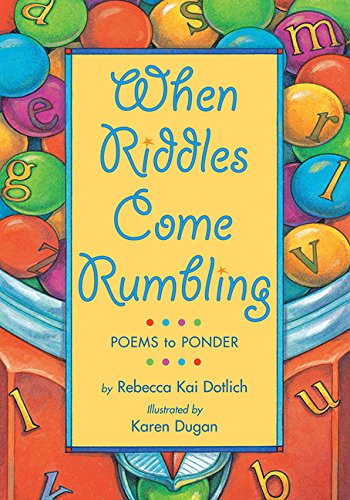 When
Riddles
Come
Rumbling
POEMS to PONDER
by Rebecca Kai Dotlich
Illustrated by
Karen Dugan
a
s
m
d
e
r
g
l
z
v
l
k
u
b